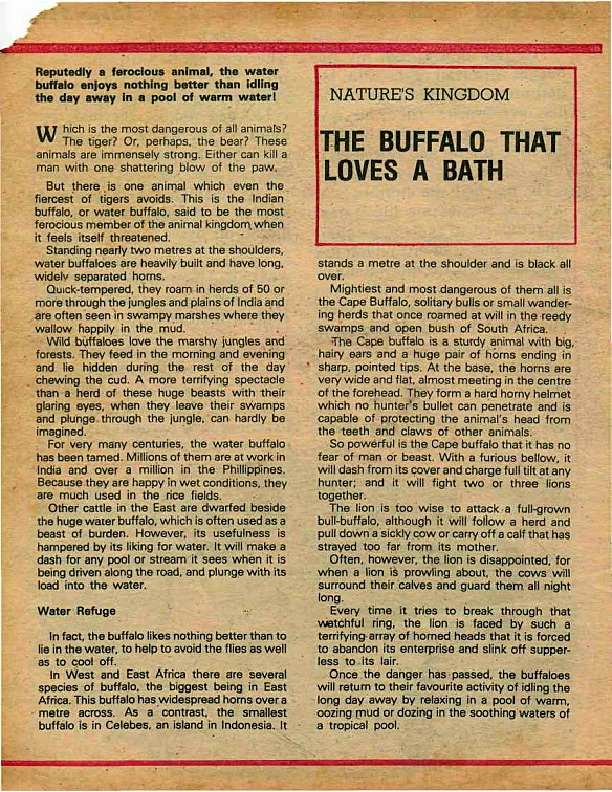 Reputedly a ferocious animal, the water
buffalo enjoys nothing better than idling
the day away in a pool of warm water!
Which is the most dangerous of all animals?
The tiger? Or, perhaps, the bear? These
animals are immensely strong. Either can kill a
man with one shattering blow of the paw.
But there is one animal which even the
fiercest of tigers avoids. This is the Indian
buffalo, or water buffalo, said to be the most
ferocious member of the animal kingdom when
it feels itself threatened.
Standing nearly two metres at the shoulders,
water buffaloes are heavily built and have long,
widely separated horns.
Quick-tempered, they roam in herds of 50 or
more through the jungles and plains of India and
are often seen in swampy marshes where they
wallow happily in the mud.
Wild buffaloes love the marshy jungles and
forests. They feed in the morning and evening
and lie hidden during the rest of the day
chewing the cud. A more terrifying spectacle
than a herd of these huge beasts with their
glaring eyes, when they leave their swamps
and plunge through the jungle, can hardly be
imagined.
For very many centuries, the water buffalo
has been tamed. Millions of them are at work in
India and over a million in the Phillippines.
Because they are happy in wet conditions, they
are much used in the rice fields.
Other cattle in the East are dwarfed beside
the huge water buffalo, which is often used as a
beast of burden. However, its usefulness is
hampered by its liking for water. It will make a
dash for any pool or stream it sees when it is
being driven along the road, and plunge with its
load into the water.
Water Refuge
In fact, the buffalo likes nothing better than to
lie in the water, to help to avoid the flies as well
as to cool off.
In West and East Africa there are several
species of buffalo, the biggest being in East
Africa. This buffalo has widespread horns over a
metre across. As a contrast, the smallest
buffalo is in Celebes, an island in Indonesia. It
NATURE'S KINGDOM
THE BUFFALO THAT
LOVES A BATH
stands a metre at the shoulder and is black all
over.
Mightiest and most dangerous of them all is
the Cape Buffalo, solitary bulls or small wander-
ing herds that once roamed at will in the reedy
swamps and open bush of South Africa.
The Cape buffalo is a sturdy animal with big,
hairy ears and a huge pair of horns ending in
sharp, pointed tips. At the base, the horns are
very wide and flat, almost meeting in the centre
of the forehead. They form a hard horny helmet
which no hunter's bullet can penetrate and is
capable of protecting the animal's head from
the teeth and claws of other animals.
So powerful is the Cape buffalo that it has no
fear of man or beast. With a furious bellow, it
will dash from its cover and charge full tilt at any
hunter; and it will fight two or three lions
together.
The lion is too wise to attack a full-grown
bull-buffalo, although it will follow a herd and
pull down a sickly cow or carry off a calf that has
strayed too far from its mother.
Often, however, the lion is disappointed, for
when a lion is prowling about, the cows will
surround their calves and guard them all night
long.
Every time it tries to break through that
watchful ring, the lion is faced by such a
terrifying array of horned heads that it is forced
to abandon its enterprise and slink off supper-
less to its lair.
Once the danger has passed, the buffaloes
will return to their favourite activity of idling the
long day away by relaxing in a pool of warm,
oozing mud or dozing in the soothing waters of
a tropical pool.